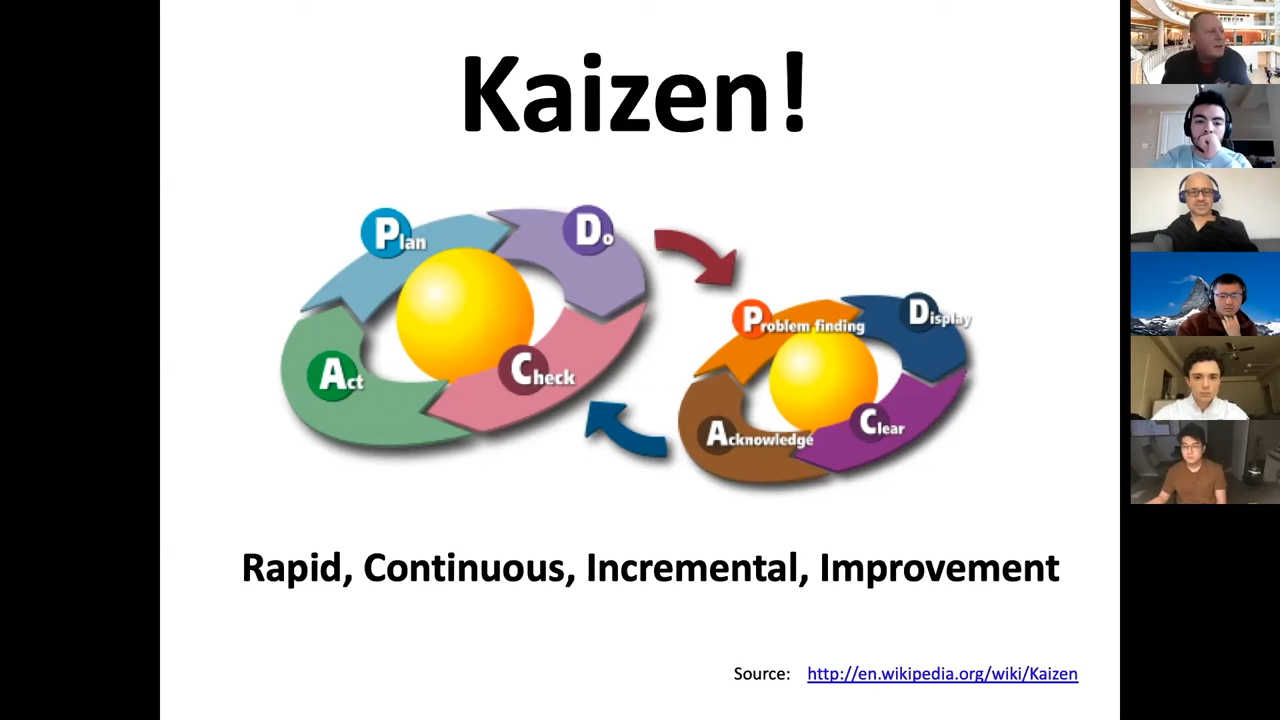 Kaizen!
Plan
Do
Check
Act
Problem finding
Display
Clear
Acknowledge
Rapid, Continuous, Incremental, Improvement
Source: http://en.wikipedia.org/wiki/Kaizen